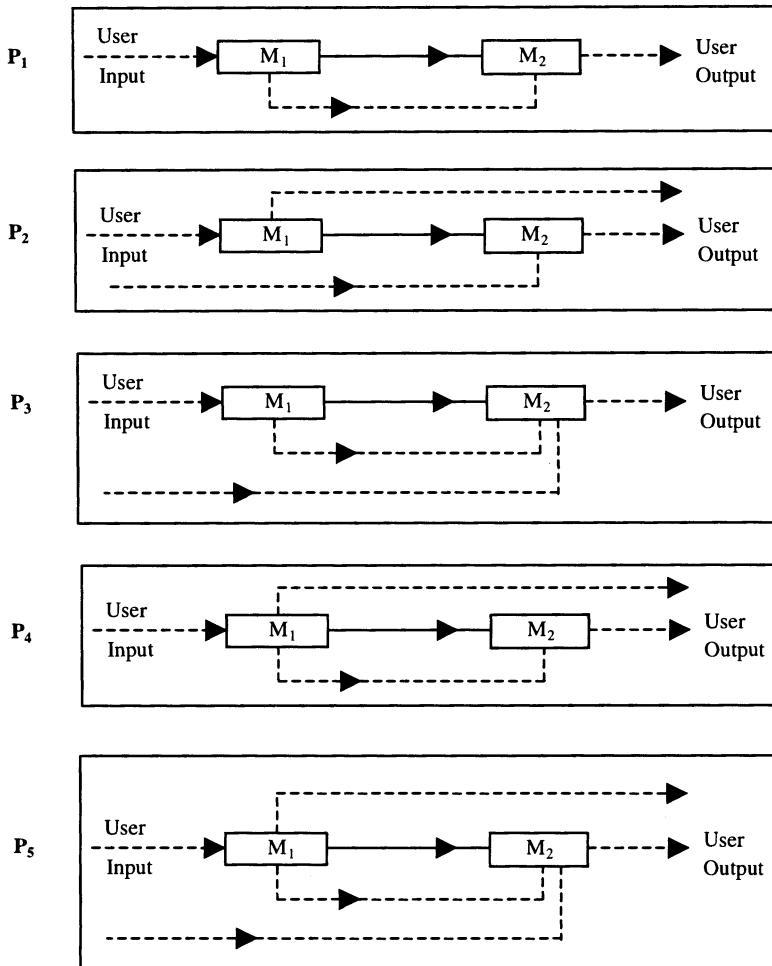 P1
User
Input
M1
M2
User
Output
P2
User
Input
M1
M2
User
Output
P3
User
Input
M1
M2
User
Output
P4
User
Input
M1
M2
User
Output
P5
User
Input
M1
M2
User
Output